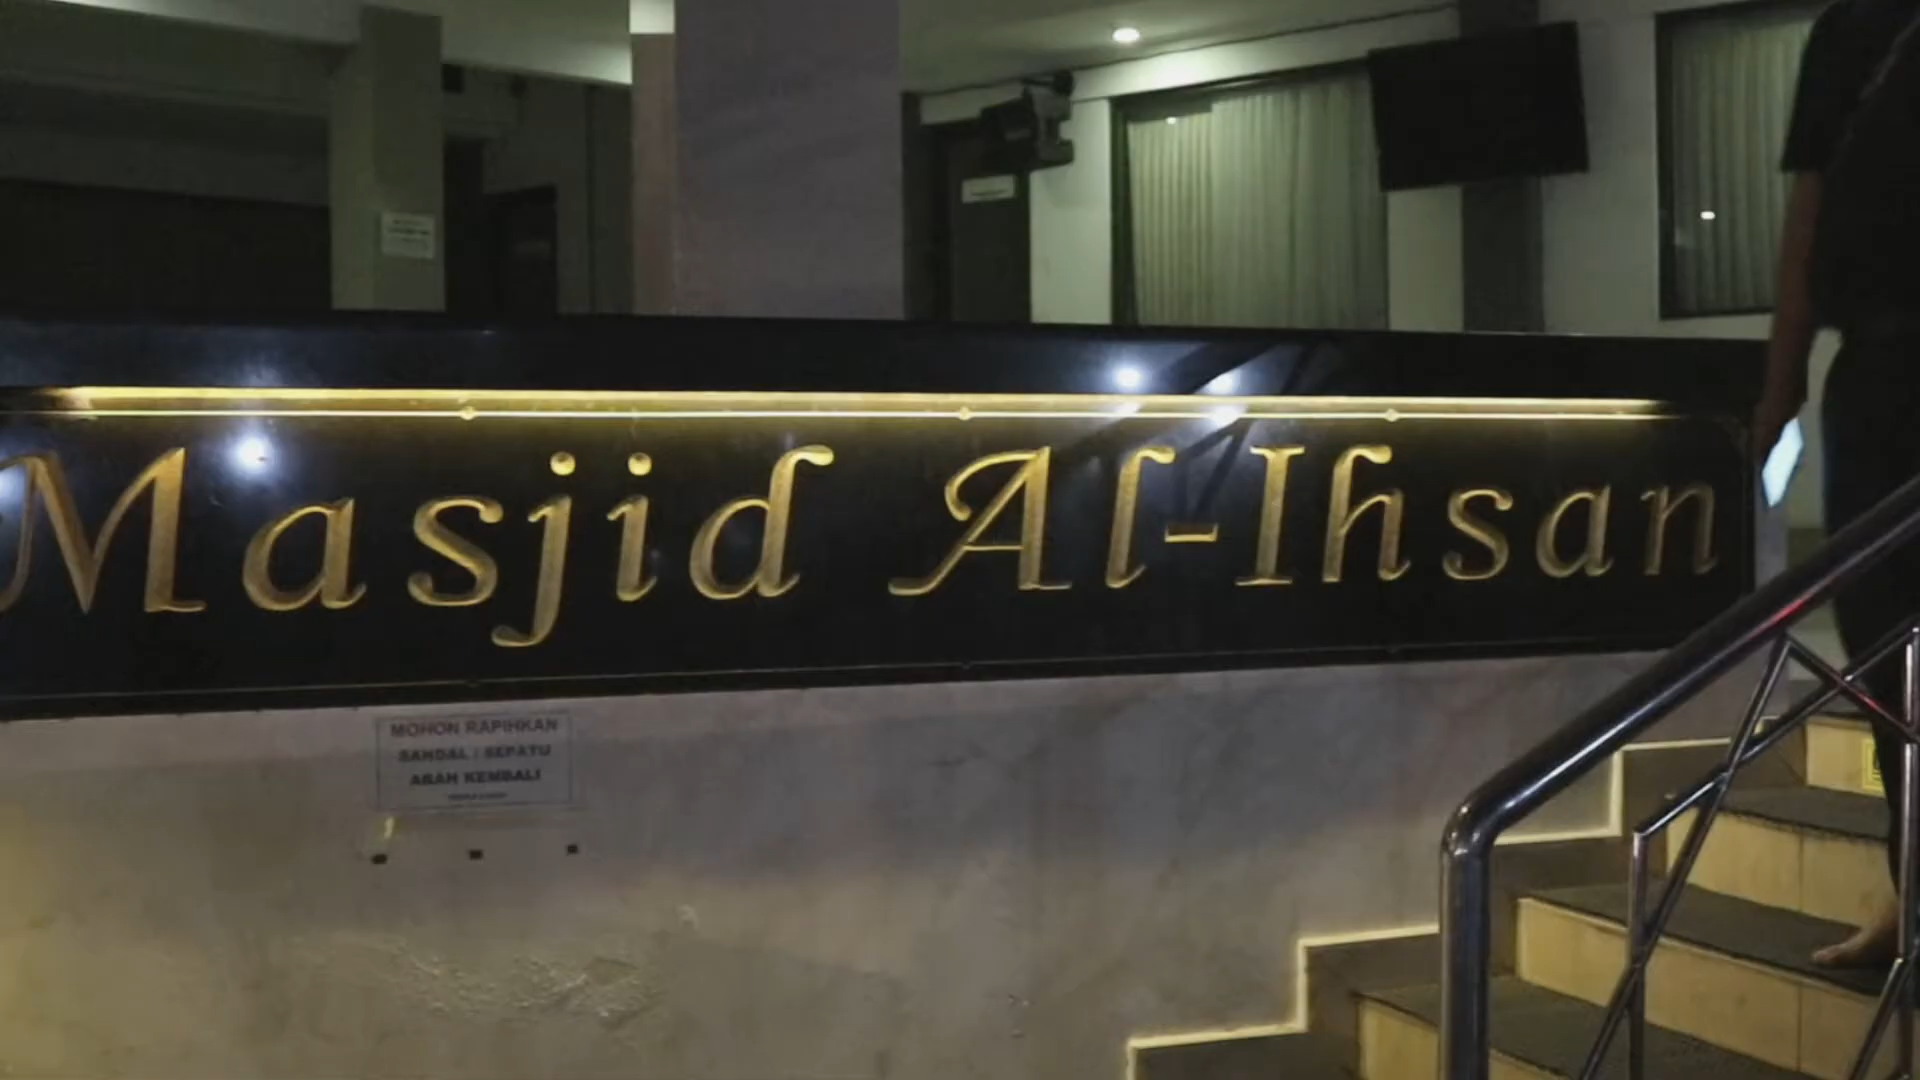 Masjid Al-Ihsan
MOHON RAPIHKAN
SANDAL / SEPATU
ARAH KEMBALI